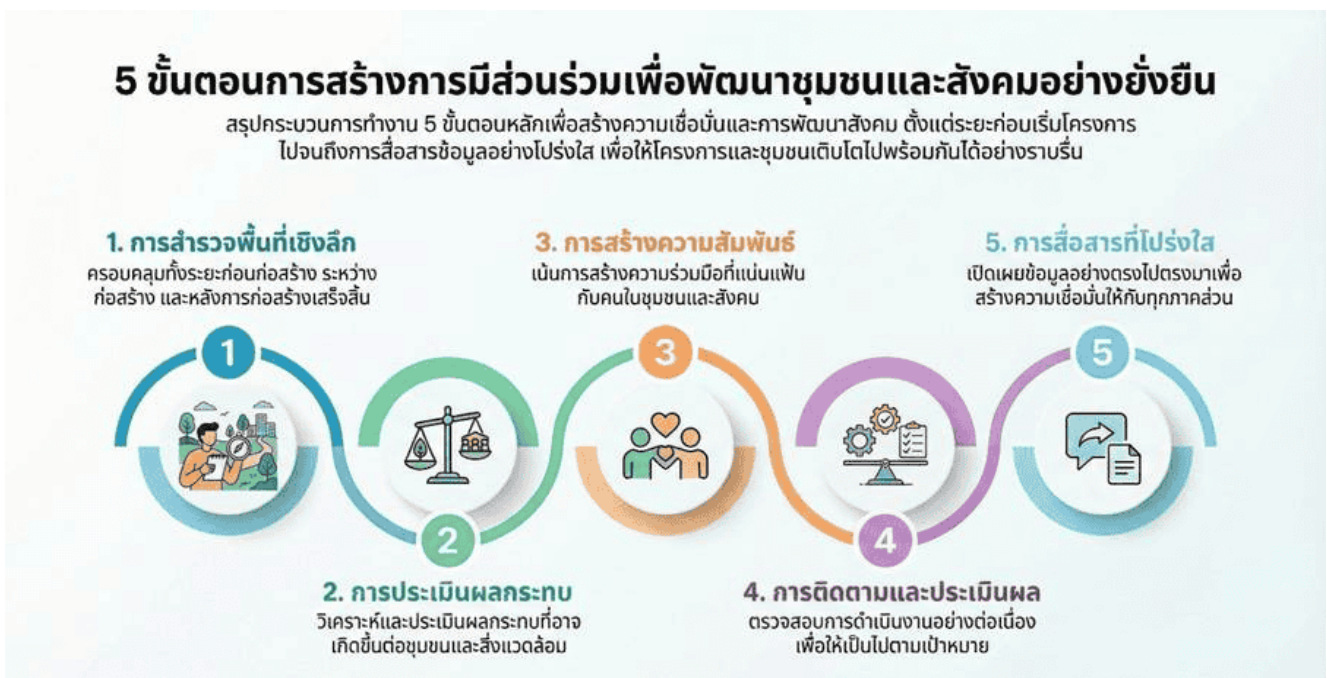 5 ขั้นตอนการสร้างการมีส่วนร่วมเพื่อพัฒนาชุมชนและสังคมอย่างยั่งยืน
สรุปกระบวนการทำงาน 5 ขั้นตอนหลักเพื่อสร้างความเชื่อมั่นและการพัฒนาสังคม ตั้งแต่ระยะก่อนเริ่มโครงการ
ไปจนถึงการสื่อสารข้อมูลอย่างโปร่งใส เพื่อให้โครงการและชุมชนเติบโตไปพร้อมกันได้อย่างราบรื่น
1. การสำรวจพื้นที่เชิงลึก
ครอบคลุมทั้งระยะก่อนก่อสร้าง ระหว่าง
ก่อสร้าง และหลังการก่อสร้างเสร็จสิ้น
1
2
2. การประเมินผลกระทบ
วิเคราะห์และประเมินผลกระทบที่อาจ
เกิดขึ้นต่อชุมขนและสิ่งแวดล้อม
3. การสร้างความสัมพันธ์
เน้นการสร้างความร่วมมือที่แน่นแฟ้น
กับคนในชุมชนและสังคบ
3
4
4. การติดตามและประเมินผล
ตรวจสอบการดำเนินงานอย่างต่อเนื่อง
เพื่อให้เป็นไปตามเป้าหมาย
5. การสื่อสารที่โปร่งใส
เปิดเผยข้อมูลอย่างตรงไปตรงมาเพื่อ
สร้างความเชื่อมั่นให้กับทุกภาคส่วน
5